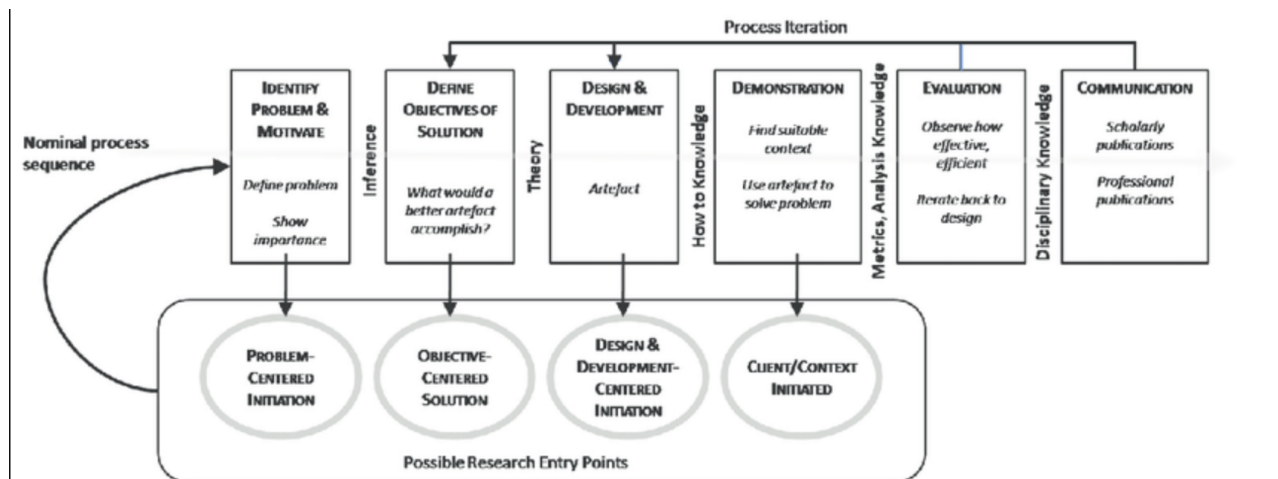 Process Iteration
Nominal process
sequence
IDENTIFY
PROBLEM &
MOTIVATE
Define problem
Show
importance
Inference
DEFINE
OBJECTIVES OF
SOLUTION
What would a
better artefact
accomplish?
Theory
DESIGN &
DEVELOPMENT
Artefact
How to Knowledge
DEMONSTRATION
Find suitable
context
Use artefact to
solve problem
Metrics, Analysis Knowledge
EVALUATION
Observe how
effective,
efficient
Iterate back to
design
Disciplinary Knowledge
COMMUNICATION
Scholarly
publications
Professional
publications
PROBLEM-
CENTERED
INITIATION
OBJECTIVE-
CENTERED
SOLUTION
DESIGN &
DEVELOPMENT-
CENTERED
INITIATION
CLIENT/CONTEXT
INITIATED
Possible Research Entry Points